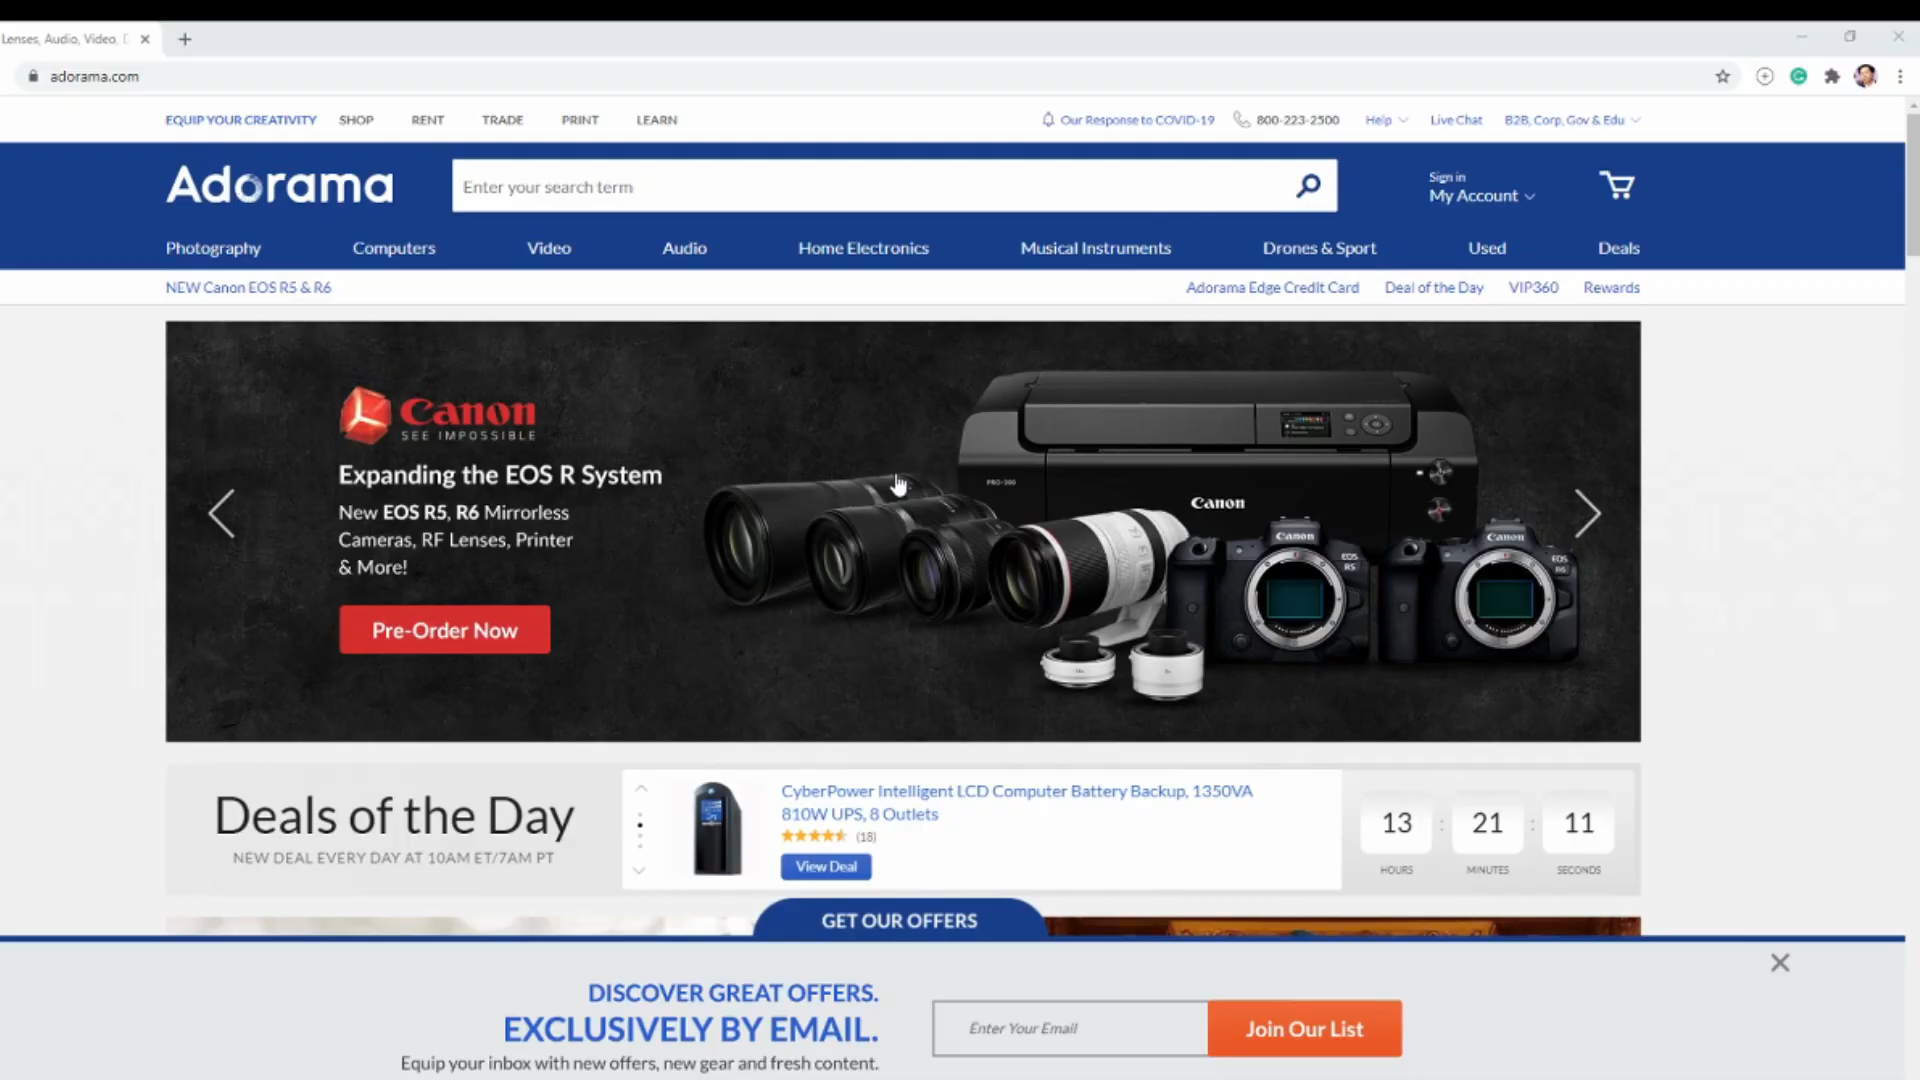 Lenses, Audio, Video,
adorama.com
EQUIP YOUR CREATIVITY SHOP RENT TRADE PRINT LEARN Our Response to COVID-19 800-223-2500 Help Live Chat B2B, Corp, Gov & Edu
Adorama Enter your search term Sign in
My Account
Photography Computers Video Audio Home Electronics Musical Instruments Drones & Sport Used Deals
NEW Canon EOS R5 & R6 Adorama Edge Credit Card Deal of the Day VIP360 Rewards
Canon
SEE IMPOSSIBLE
Expanding the EOS R System
New EOS R5, R6 Mirrorless
Cameras, RF Lenses, Printer
& More!
Pre-Order Now
PRO-300
Canon
Canon
EOS
R5
Canon
EOS
R6
Deals of the Day
NEW DEAL EVERY DAY AT 10AM ET/7AM PT
CyberPower Intelligent LCD Computer Battery Backup, 1350VA
810W UPS, 8 Outlets
(18)
View Deal
13 : 21 : 11
HOURS MINUTES SECONDS
GET OUR OFFERS
DISCOVER GREAT OFFERS.
EXCLUSIVELY BY EMAIL.
Equip your inbox with new offers, new gear and fresh content.
Enter Your Email Join Our List